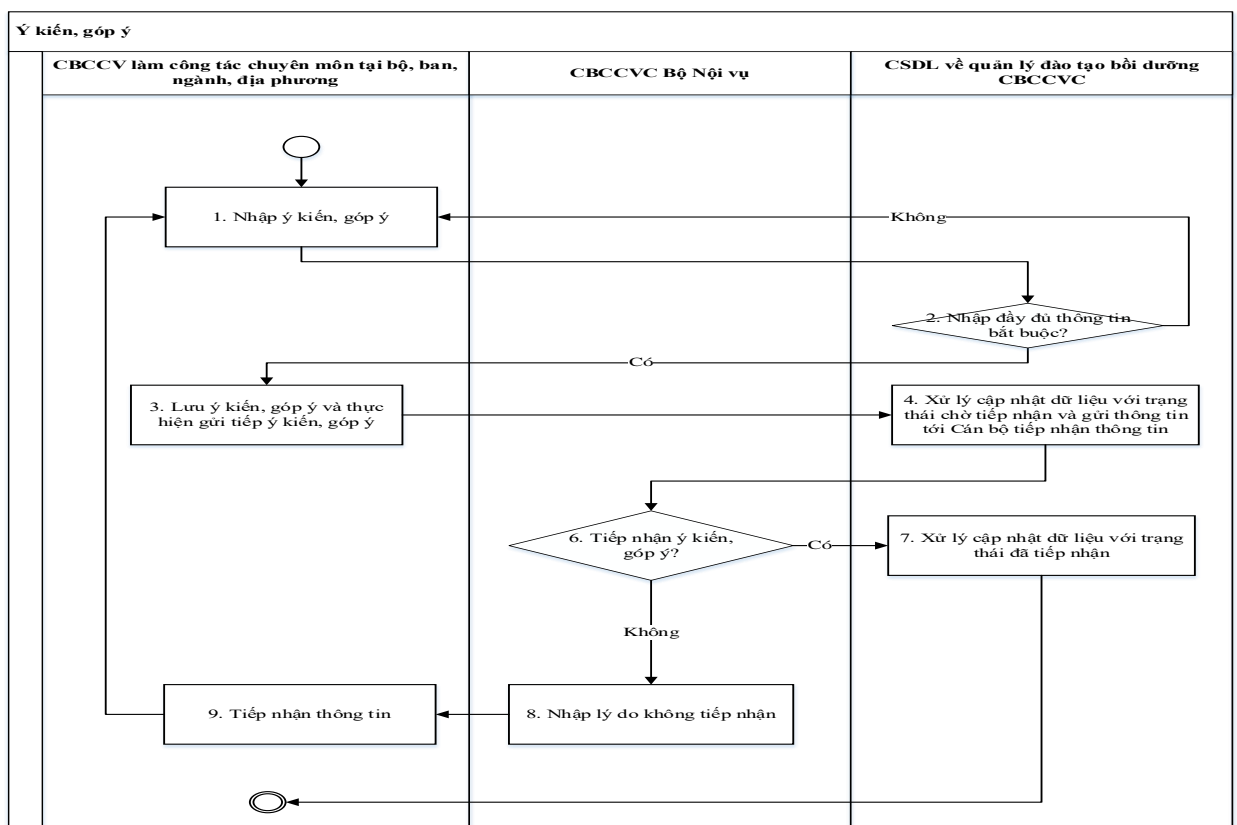 Ý kiến, góp ý
CBCCV làm công tác chuyên môn tại bộ, ban,
ngành, địa phương
CBCCVC Bộ Nội vụ
CSDL về quản lý đào tạo bồi dưỡng
CBCCVC
1. Nhập ý kiến, góp ý
Không
2. Nhập đầy đủ thông tin
bắt buộc?
Có
3. Lưu ý kiến, góp ý và thực
hiện gửi tiếp ý kiến, góp ý
4. Xử lý cập nhật dữ liệu với trạng
thái chờ tiếp nhận và gửi thông tin
tới Cán bộ tiếp nhận thông tin
6. Tiếp nhận ý kiến,
góp ý?
Có
7. Xử lý cập nhật dữ liệu với trạng
thái đã tiếp nhận
Không
9. Tiếp nhận thông tin
8. Nhập lý do không tiếp nhận